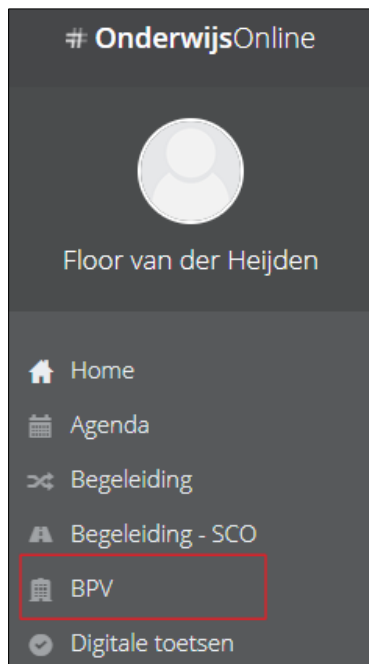 # OnderwijsOnline
Floor van der Heijden
Home
Agenda
Begeleiding
Begeleiding - SCO
BPV
Digitale toetsen